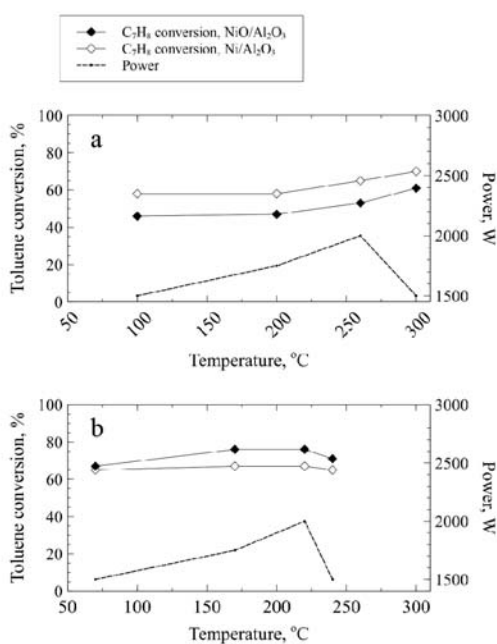 C₇H₈ conversion, NiO/Al₂O₃
C₇H₈ conversion, Ni/Al₂O₃
Power
a
100
80
60
40
20
0
Toluene conversion, %
3000
2500
2000
1500
Power, W
50
100
150
200
250
300
Temperature, °C
b
100
80
60
40
20
0
Toluene conversion, %
3000
2500
2000
1500
Power, W
50
100
150
200
250
300
Temperature, °C